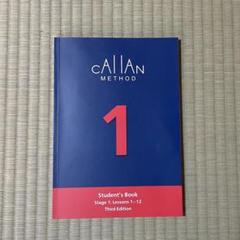 cAllAN
METHOD
1
Student's Book
Stage 1: Lessons 1-12
Third Edition